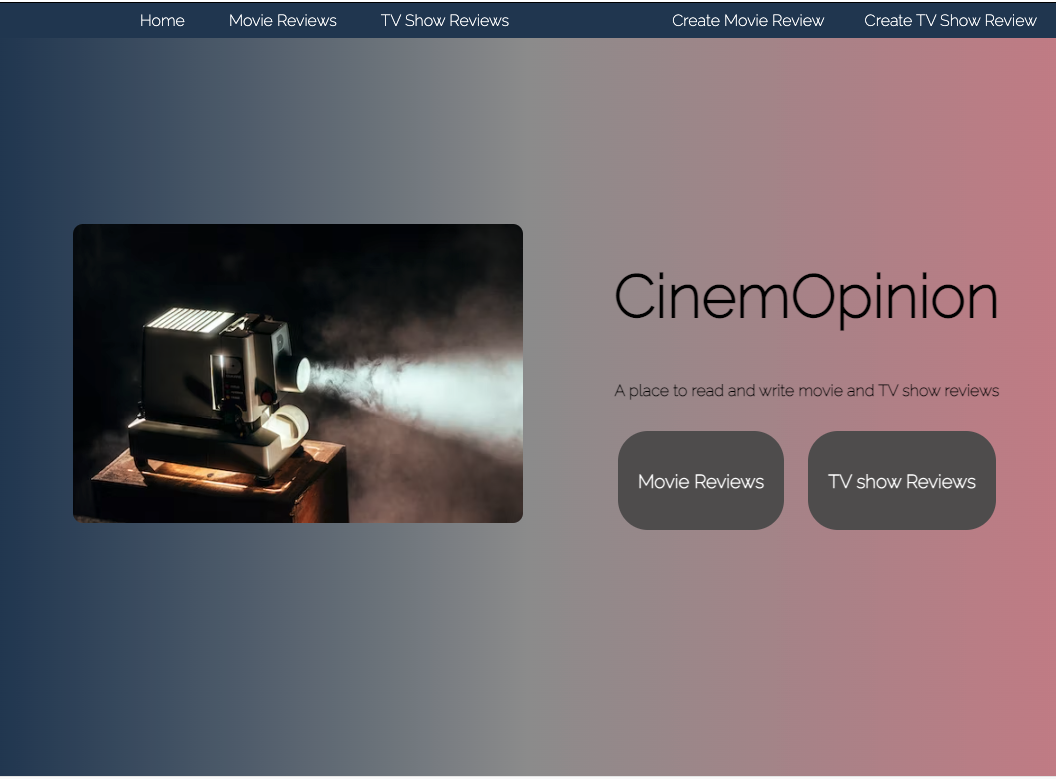 Home Movie Reviews TV Show Reviews Create Movie Review Create TV Show Review
CinemOpinion
A place to read and write movie and TV show reviews
Movie Reviews TV show Reviews